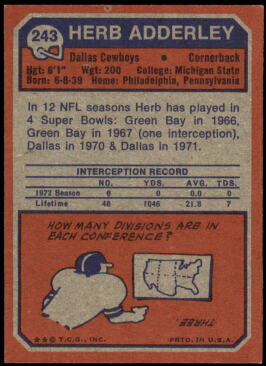 243 HERB ADDERLEY
Dallas Cowboys • Cornerback
Hgt: 6'1" Wgt: 200 College: Michigan State
Born: 6-8-39 Home: Philadelphia, Pennsylvania
In 12 NFL seasons Herb has played in
4 Super Bowls: Green Bay in 1966,
Green Bay in 1967 (one interception),
Dallas in 1970 & Dallas in 1971.
INTERCEPTION RECORD
NO. YDS. AVG. TD.
1972 Season 0 0 0.0 0
Lifetime 48 1046 21.8 7
HOW MANY DIVISIONS ARE IN
EACH CONFERENCE?
THREE.
★★© T.C.G., INC. PRTD. IN U.S.A.